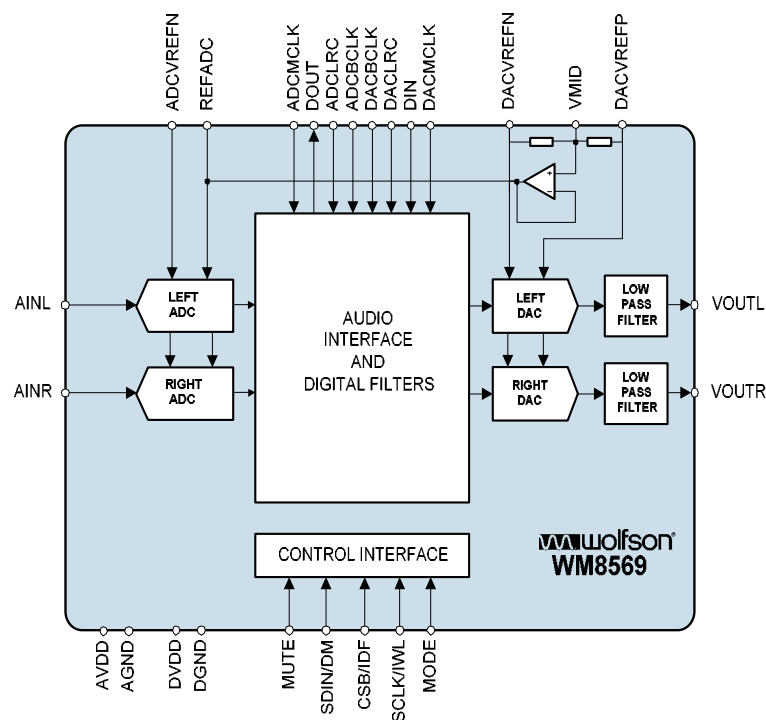 ADCVREFN
REFADC
ADCMCLK
DOUT
ADCLRC
ADCBCLK
DACBCLK
DACLRC
DIN
DACMCLK
DACVREFN
VMID
DACVREFP
+
-
AINL
LEFT
ADC
AUDIO
INTERFACE
AND
DIGITAL FILTERS
LEFT
DAC
LOW
PASS
FILTER
VOUTL
AINR
RIGHT
ADC
RIGHT
DAC
LOW
PASS
FILTER
VOUTR
CONTROL INTERFACE
wolfson®
WM8569
AVDD
AGND
DVDD
DGND
MUTE
SDIN/DM
CSB/IDF
SCLK/IWL
MODE